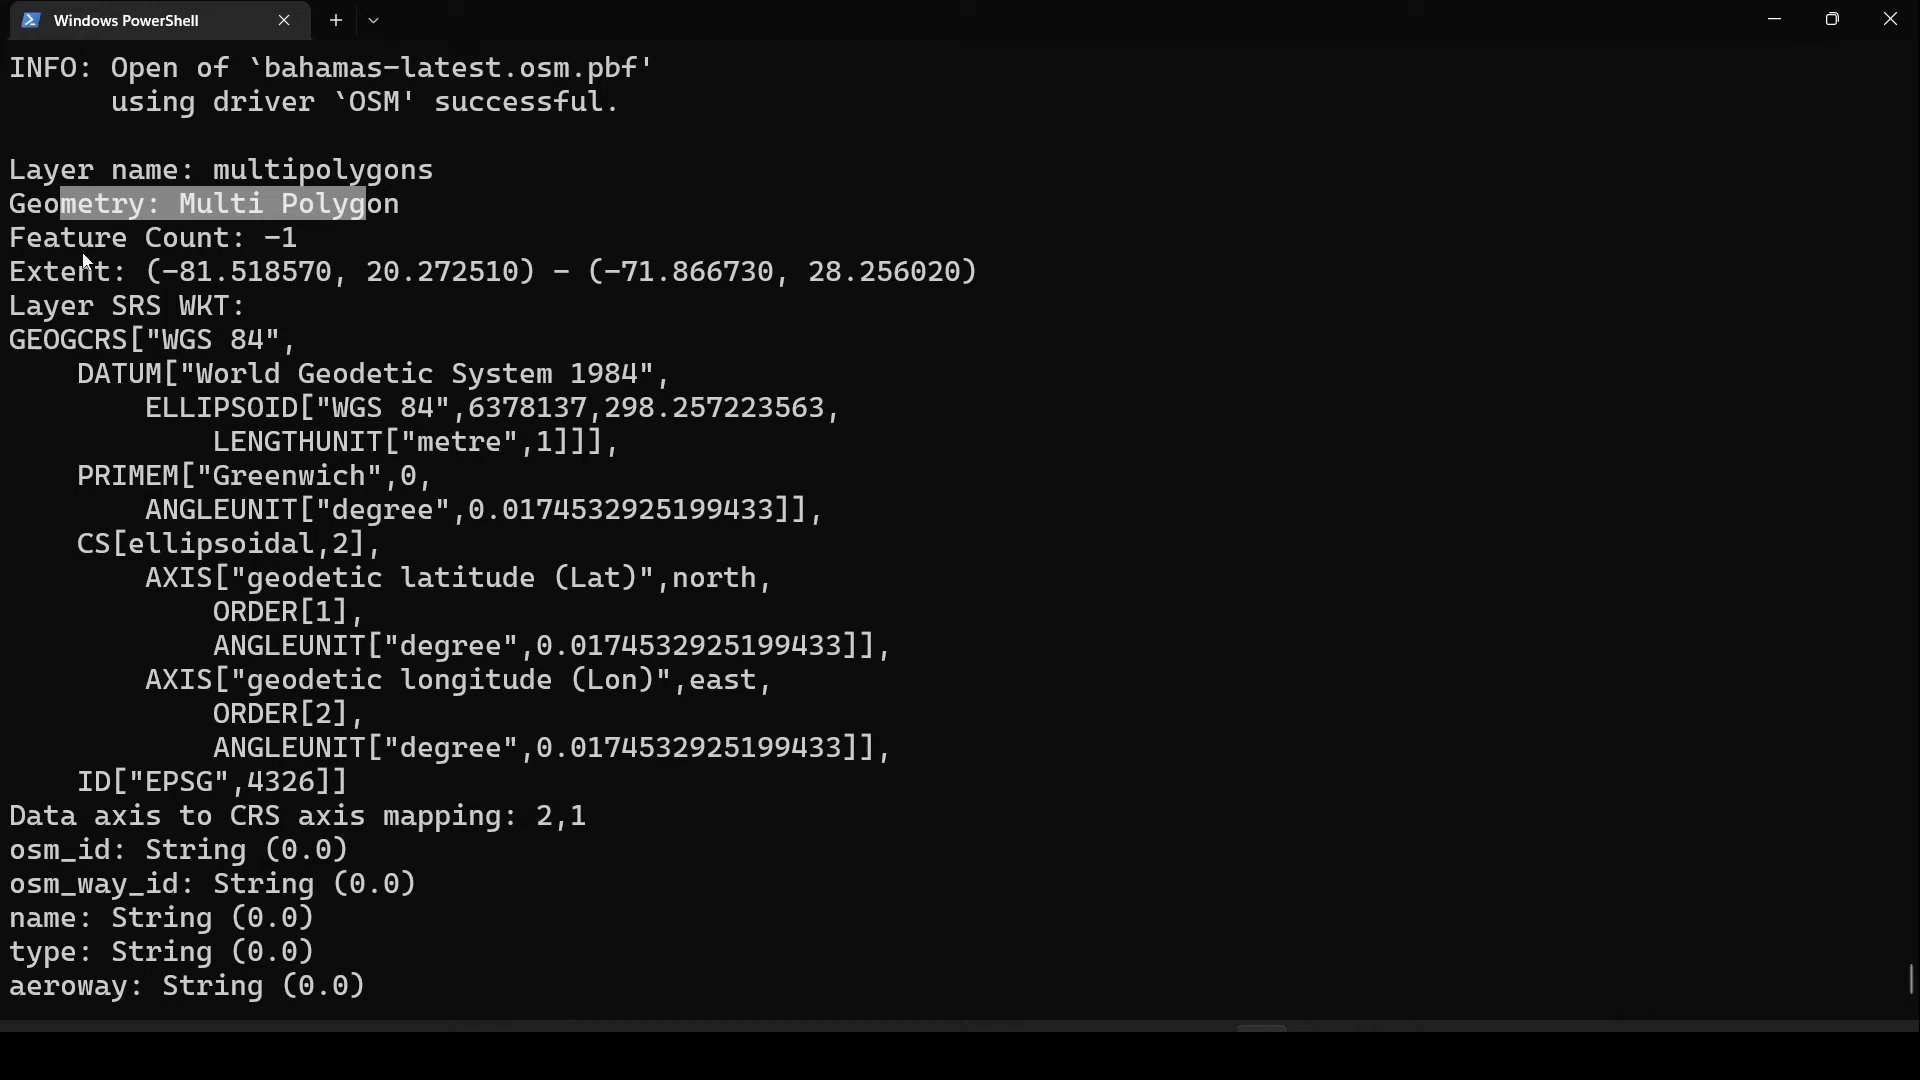 Windows PowerShell
INFO: Open of `bahamas-latest.osm.pbf'
      using driver `OSM' successful.
Layer name: multipolygons
Geometry: Multi Polygon
Feature Count: -1
Extent: (-81.518570, 20.272510) - (-71.866730, 28.256020)
Layer SRS WKT:
GEOGCRS["WGS 84",
    DATUM["World Geodetic System 1984",
        ELLIPSOID["WGS 84",6378137,298.257223563,
            LENGTHUNIT["metre",1]]],
    PRIMEM["Greenwich",0,
        ANGLEUNIT["degree",0.0174532925199433]],
    CS[ellipsoidal,2],
        AXIS["geodetic latitude (Lat)",north,
            ORDER[1],
            ANGLEUNIT["degree",0.0174532925199433]],
        AXIS["geodetic longitude (Lon)",east,
            ORDER[2],
            ANGLEUNIT["degree",0.0174532925199433]],
    ID["EPSG",4326]]
Data axis to CRS axis mapping: 2,1
osm_id: String (0.0)
osm_way_id: String (0.0)
name: String (0.0)
type: String (0.0)
aeroway: String (0.0)